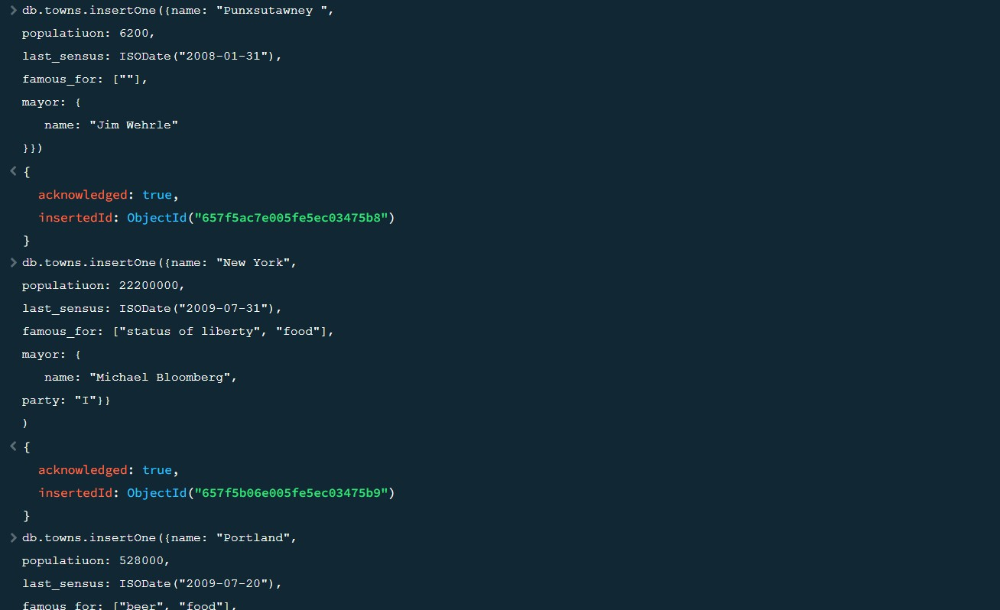 > db.towns.insertOne({name: "Punxsutawney ",
populatiuon: 6200,
last_sensus: ISODate("2008-01-31"),
famous_for: [""],
mayor: {
name: "Jim Wehrle"
}})
< {
acknowledged: true,
insertedId: ObjectId("657f5ac7e005fe5ec03475b8")
}
> db.towns.insertOne({name: "New York",
populatiuon: 22200000,
last_sensus: ISODate("2009-07-31"),
famous_for: ["status of liberty", "food"],
mayor: {
name: "Michael Bloomberg",
party: "I"}}
)
< {
acknowledged: true,
insertedId: ObjectId("657f5b06e005fe5ec03475b9")
}
> db.towns.insertOne({name: "Portland",
populatiuon: 528000,
last_sensus: ISODate("2009-07-20"),
famous_for: ["beer", "food"],